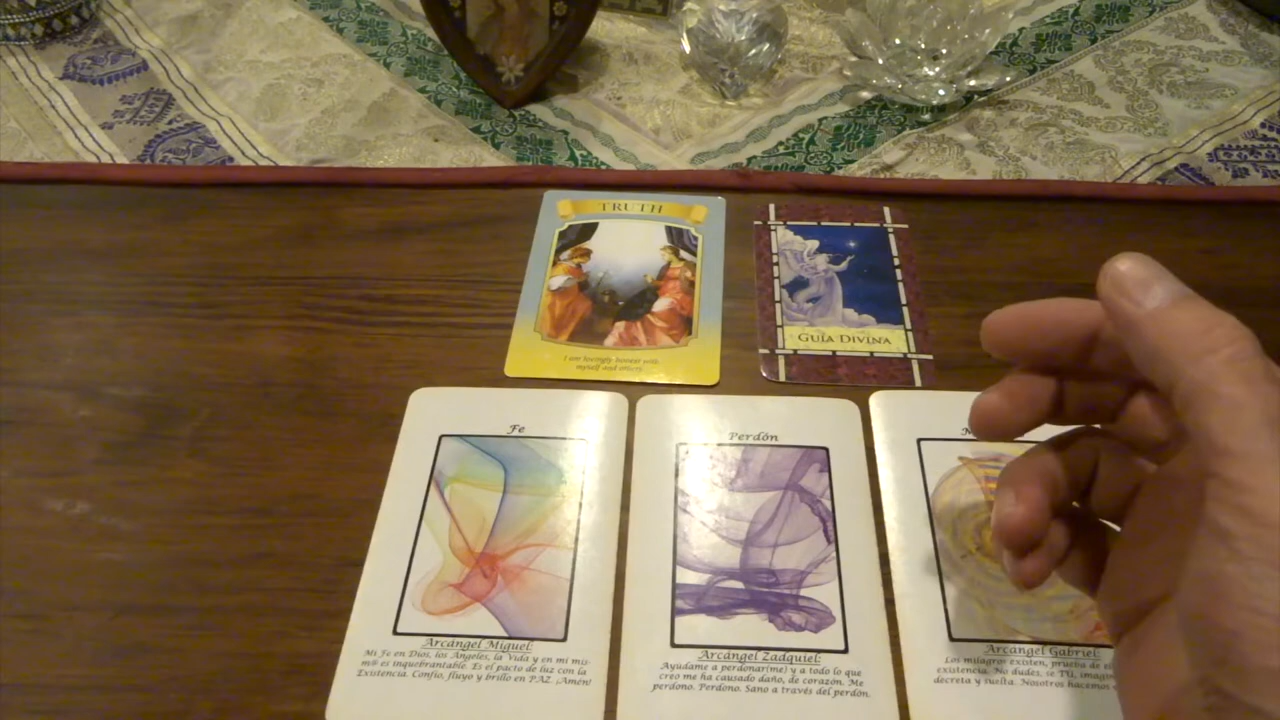 TRUTH
I am lovingly honest with
myself and others.
GUÍA DIVINA
Fe
Arcángel Miguel:
Mi Fe en Dios, los Ángeles, la Vida y en mí mis-
m@ es inquebrantable. Es el pacto de luz con la
Existencia. Confío, fluyo y brillo en P.A.Z. ¡Amén!
Perdón
Arcángel Zadquiel:
Ayúdame a perdonar(me) y a todo lo que
creo me ha causado daño, de corazón. Me
perdono. Perdono. Sano a través del perdón.
Arcángel Gabriel:
Los milagros existen, prueba de
existencia. No dudes, se TÚ,
decreta y suelta. Nosotros hacemos